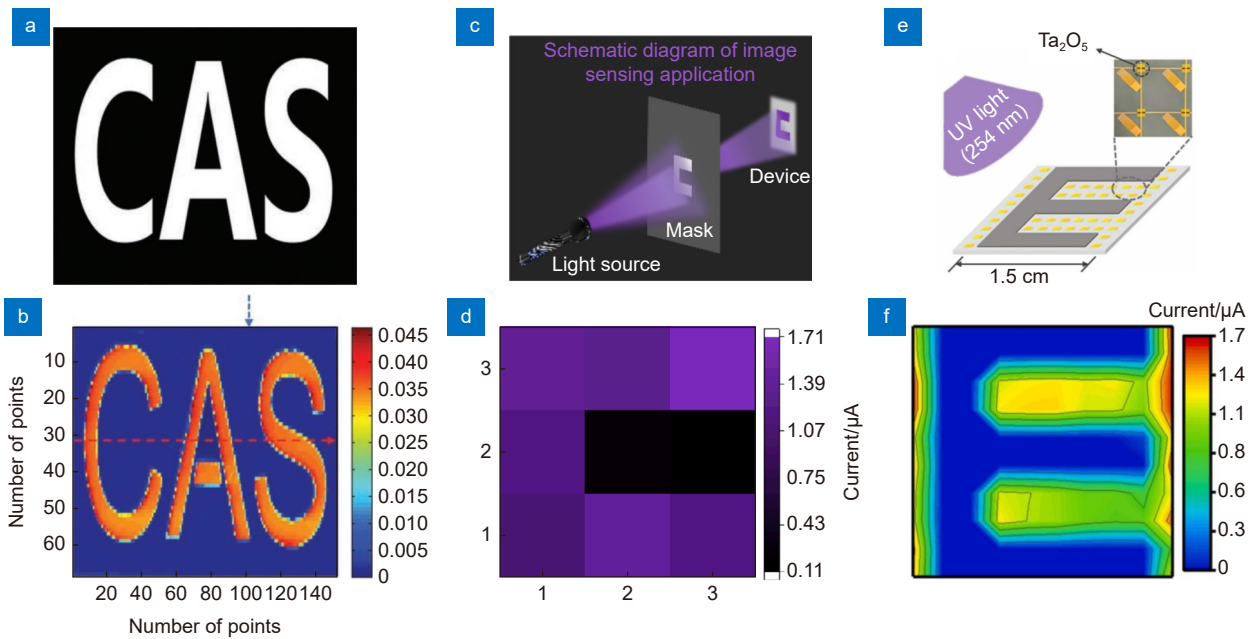 a
CAS
b
Number of points
10
20
30
40
50
60
20 40 60 80 100 120 140
Number of points
CAS
0.045
0.040
0.035
0.030
0.025
0.020
0.015
0.010
0.005
0
c
Schematic diagram of image
sensing application
Device
Mask
Light source
d
3
2
1
1 2 3
1.71
1.39
1.07
0.75
0.43
0.11
Current/μA
e
Ta₂O₅
UV light
(254 nm)
1.5 cm
f
Current/μA
1.7
1.4
1.1
0.8
0.6
0.3
0